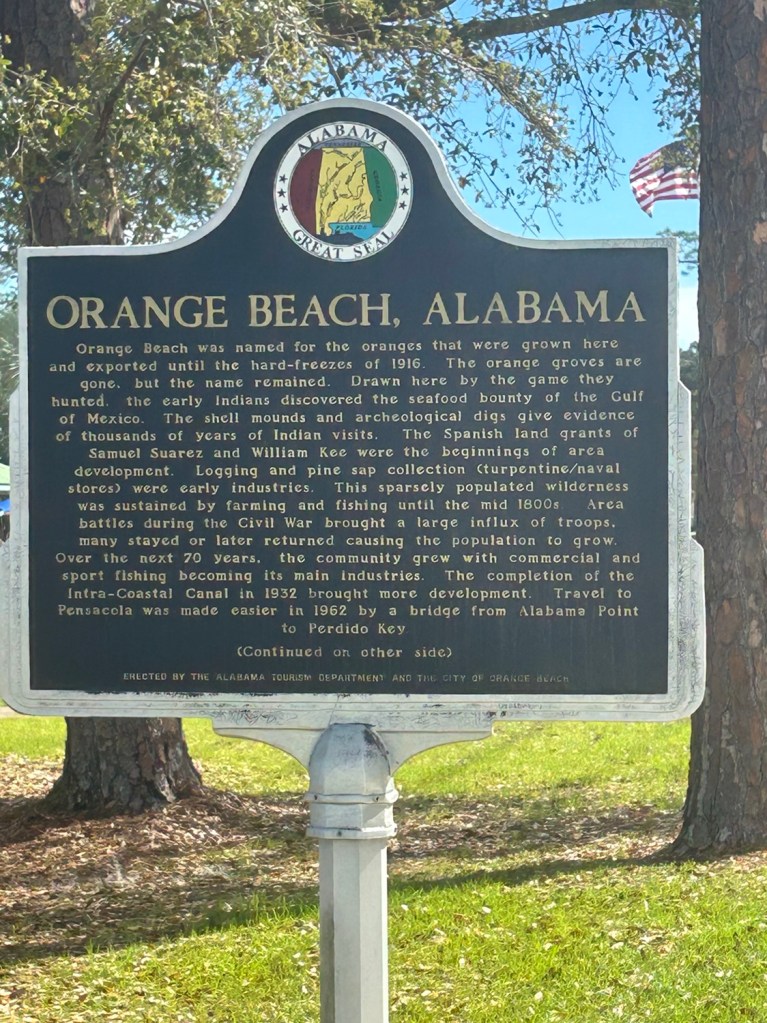 ALABAMA
FLORIDA
GREAT SEAL
ORANGE BEACH, ALABAMA
Orange Beach was named for the oranges that were grown here
and exported until the hard-freezes of 1916. The orange groves are
gone, but the name remained. Drawn here by the game they
hunted, the early Indians discovered the seafood bounty of the Gulf
of Mexico. The shell mounds and archeological digs give evidence
of thousands of years of Indian visits. The Spanish land grants of
Samuel Suarez and William Kee were the beginnings of area
development. Logging and pine sap collection (turpentine/naval
stores) were early industries. This sparsely populated wilderness
was sustained by farming and fishing until the mid 1800s. Area
battles during the Civil War brought a large influx of troops,
many stayed or later returned causing the population to grow.
Over the next 70 years, the community grew with commercial and
sport fishing becoming its main industries. The completion of the
Intra-Coastal Canal in 1932 brought more development. Travel to
Pensacola was made easier in 1962 by a bridge from Alabama Point
to Perdido Key
(Continued on other side)
ERECTED BY THE ALABAMA TOURISM DEPARTMENT AND THE CITY OF ORANGE BEACH